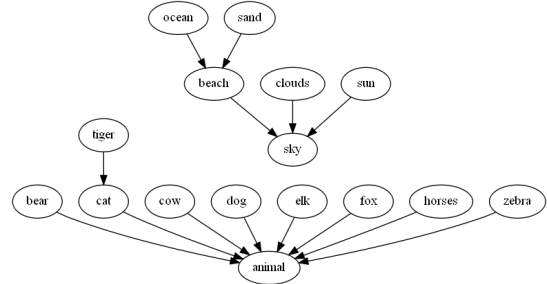 ocean sand
beach clouds sun
sky
tiger
bear cat cow dog elk fox horses zebra
animal